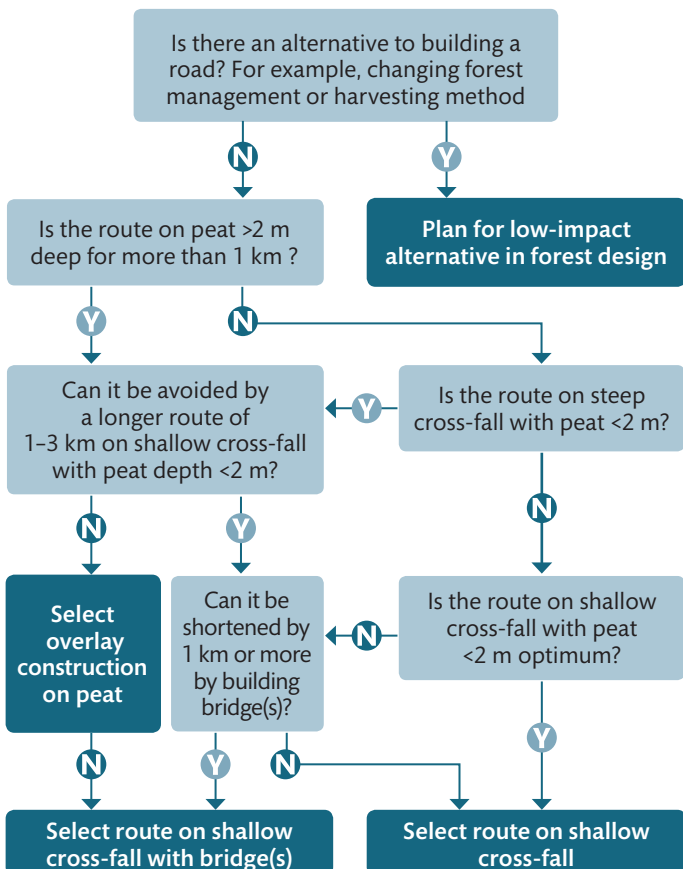 Is there an alternative to building a
road? For example, changing forest
management or harvesting method
N
Y
Is the route on peat >2 m
deep for more than 1 km ?
Plan for low-impact
alternative in forest design
Y
N
Can it be avoided by
a longer route of
1–3 km on shallow cross-fall
with peat depth <2 m?
Y
Is the route on steep
cross-fall with peat <2 m?
N
Y
N
Select
overlay
construction
on peat
Can it be
shortened by
1 km or more
by building
bridge(s)?
N
Is the route on shallow
cross-fall with peat
<2 m optimum?
N
Y
N
Y
Select route on shallow
cross-fall with bridge(s)
Select route on shallow
cross-fall